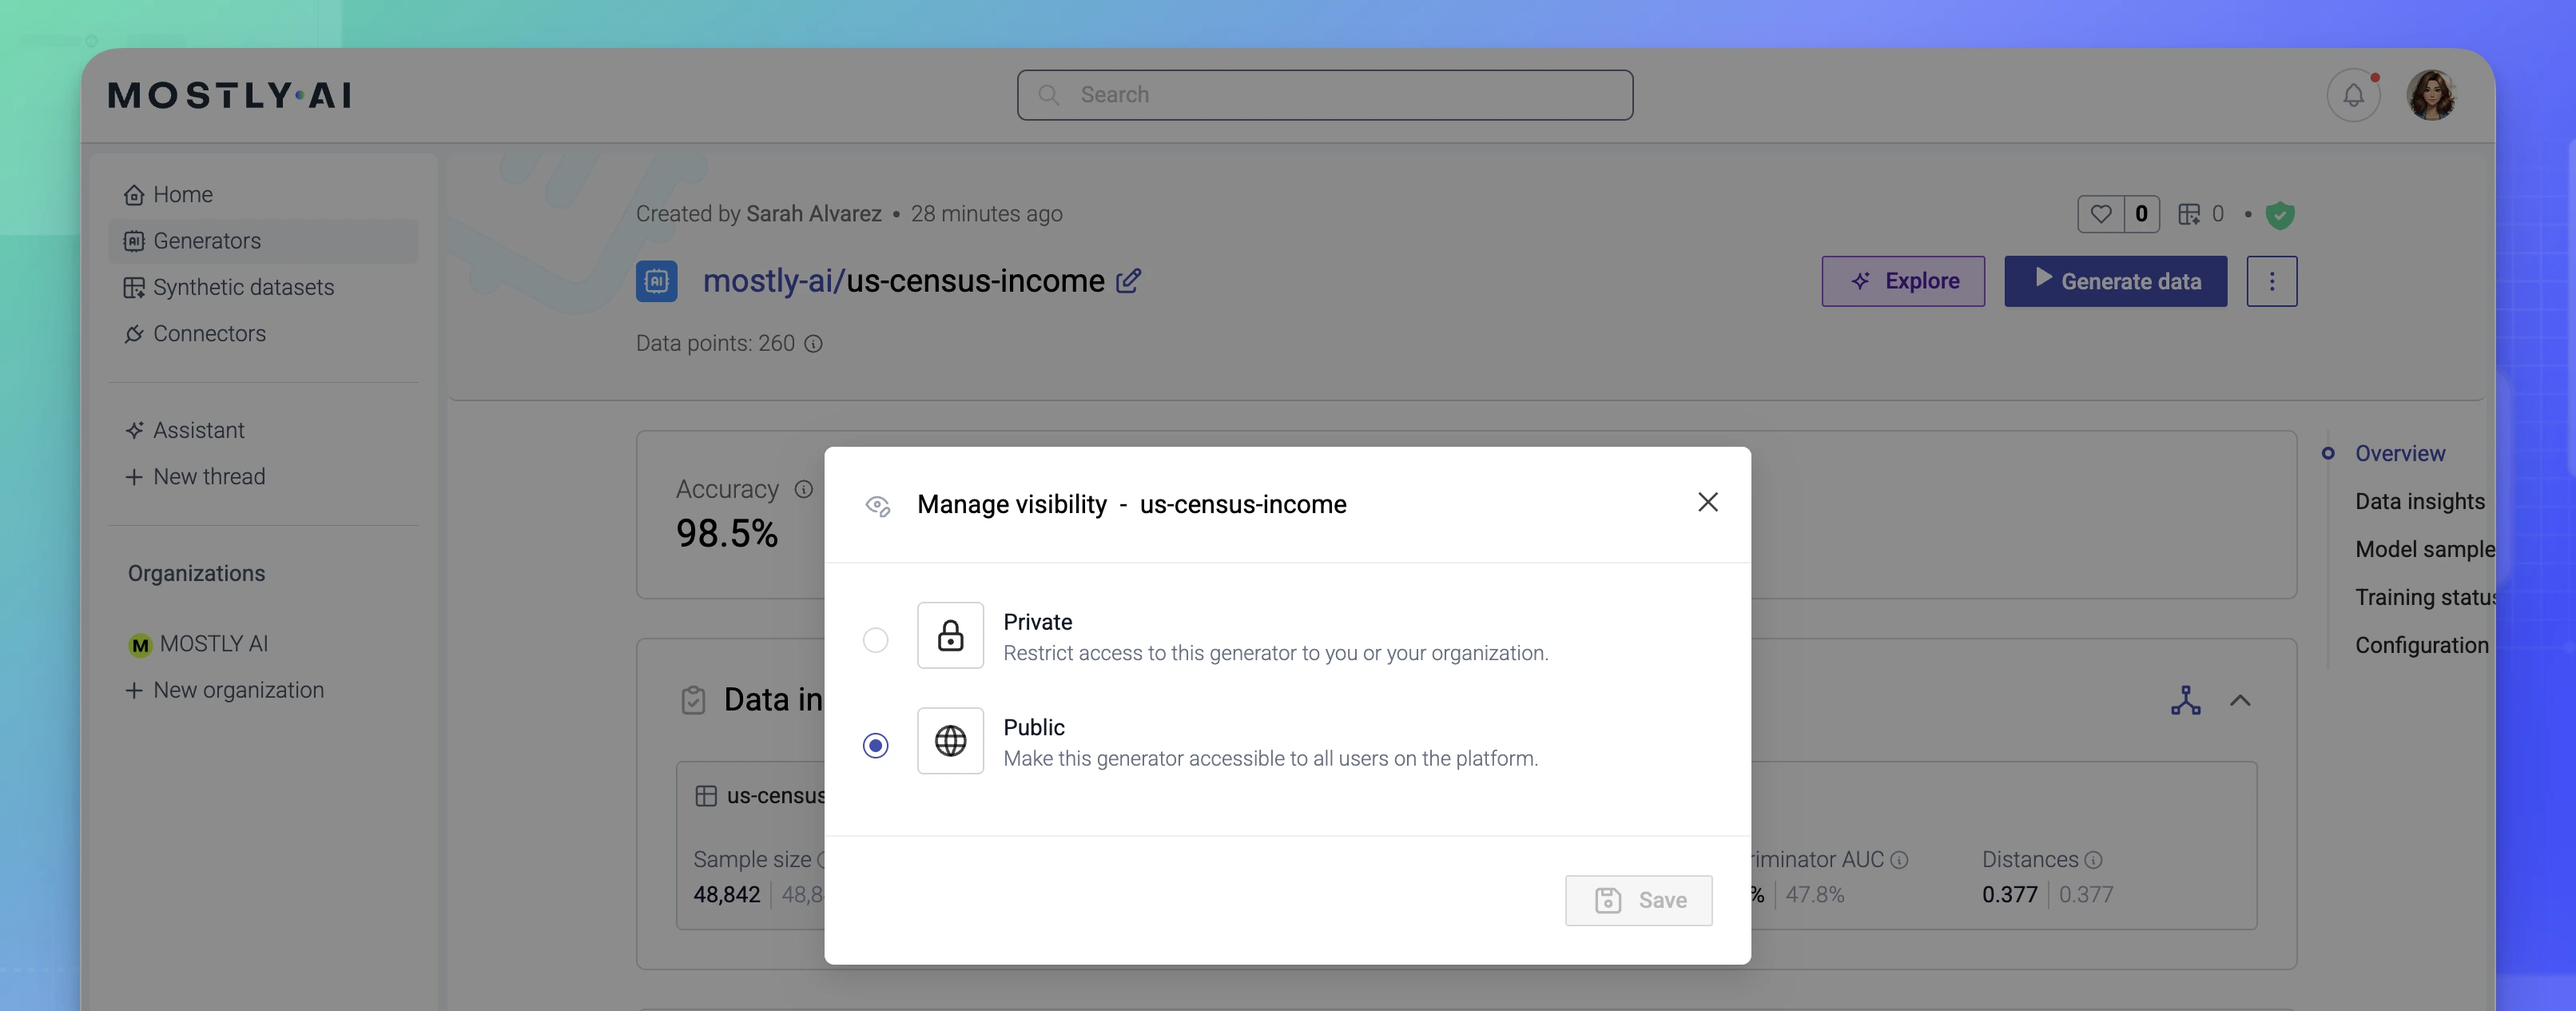 MOSTLY·AI
Search
Home
Generators
Synthetic datasets
Connectors
Assistant
New thread
Organizations
M MOSTLY AI
New organization
Created by Sarah Alvarez • 28 minutes ago
0 0 •
AI mostly-ai/us-census-income
Explore
Generate data
Data points: 260
Accuracy
98.5%
Overview
Data insights
Model sample
Training status
Configuration
Manage visibility - us-census-income
Private
Restrict access to this generator to you or your organization.
Public
Make this generator accessible to all users on the platform.
Save
Data in
us-census
Sample size
48,842 48,8
riminator AUC
% 47.8%
Distances
0.377 0.377